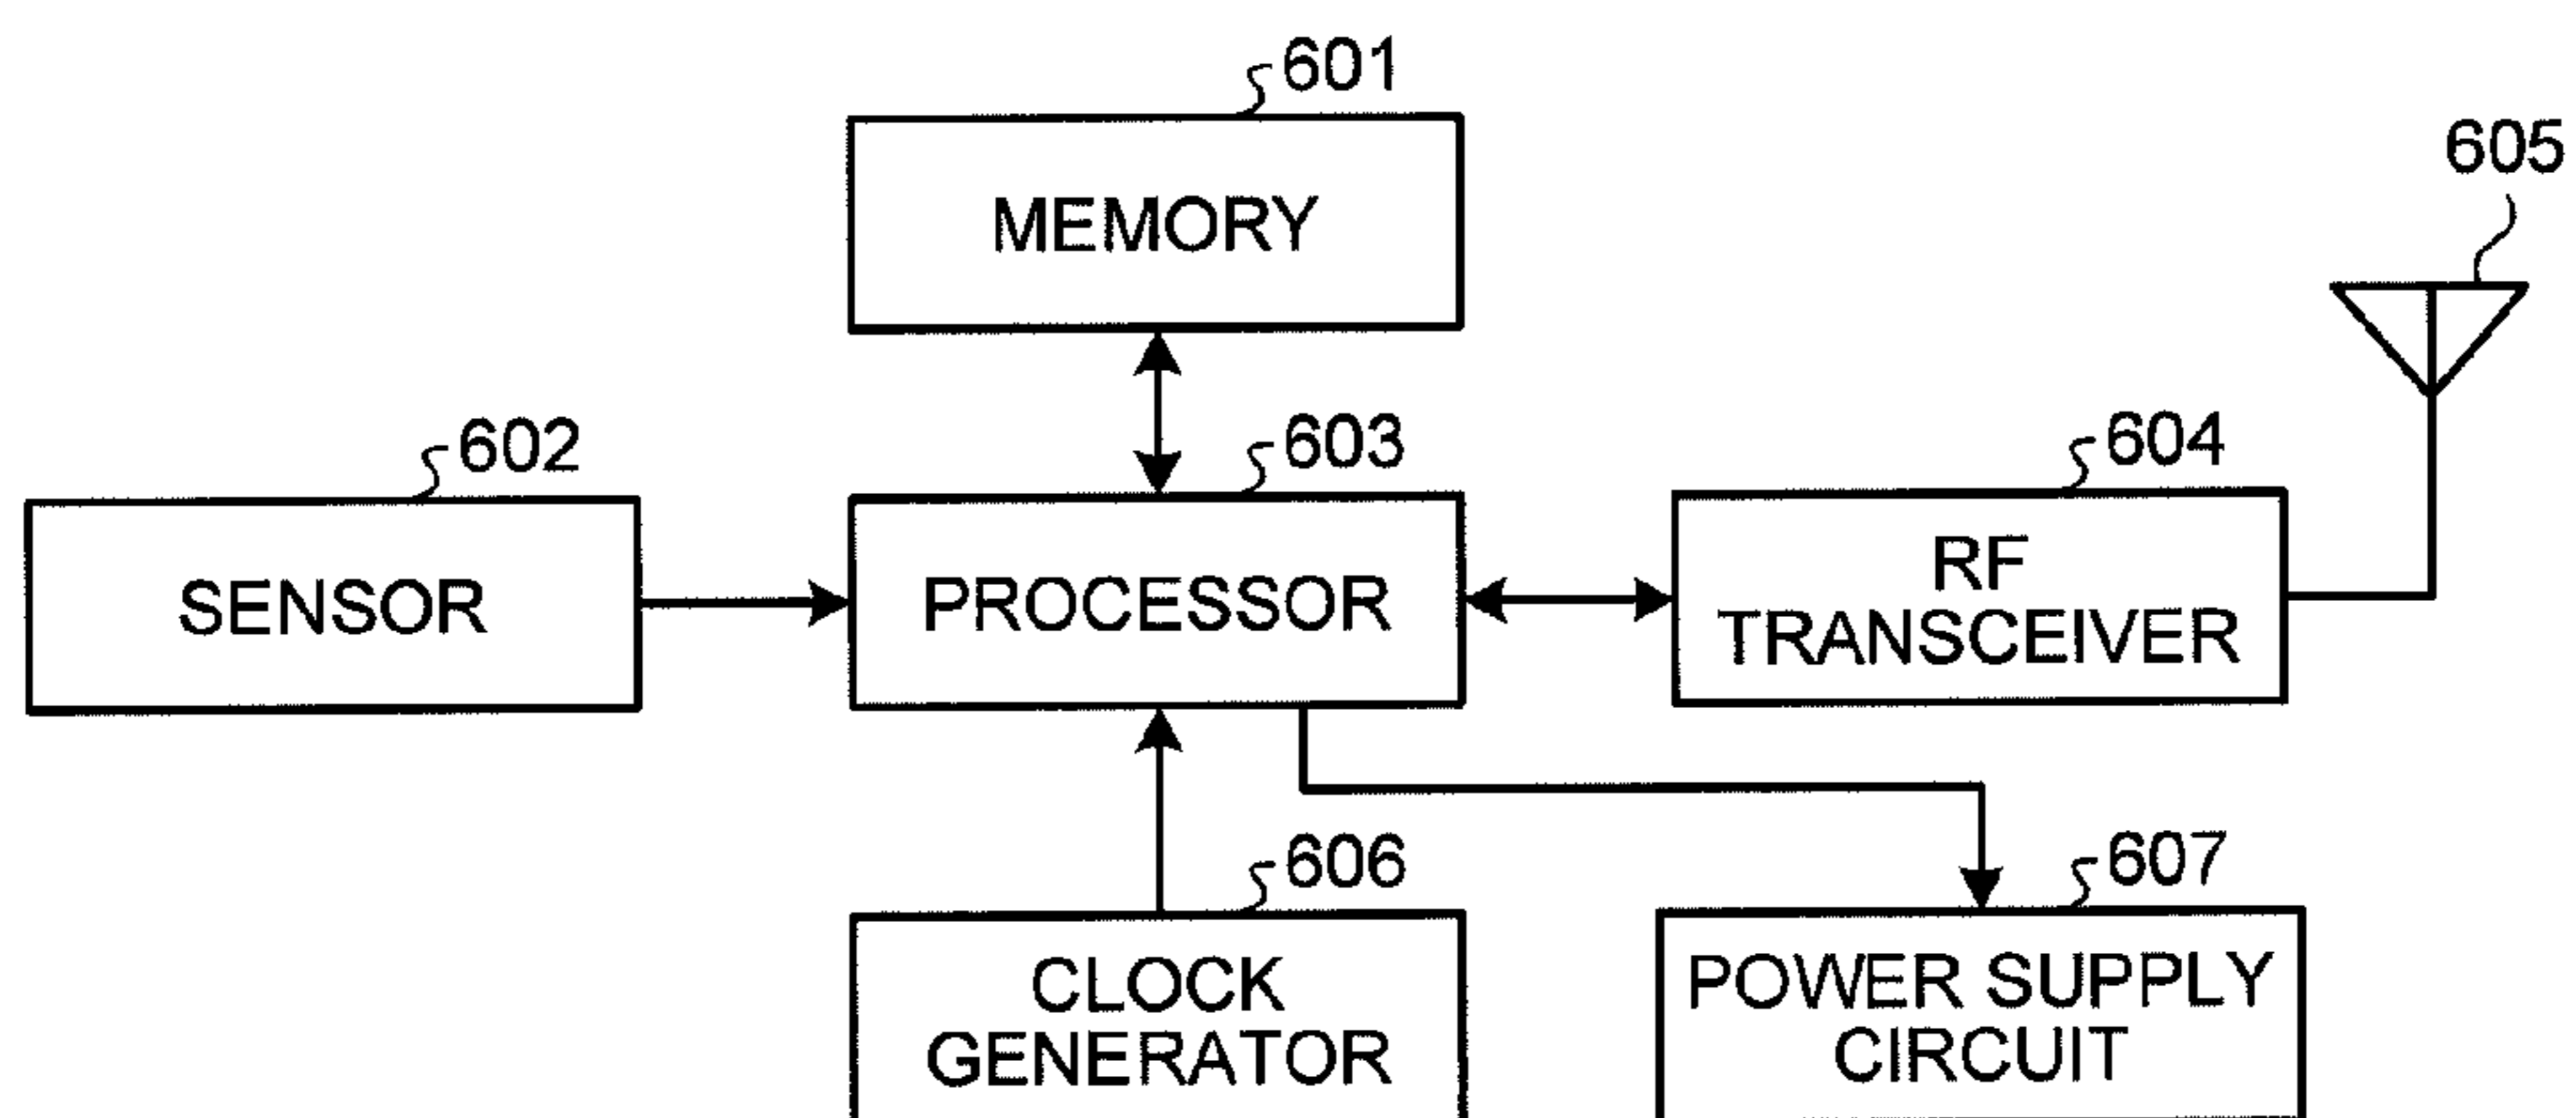 601
MEMORY
605
602
603
604
SENSOR
PROCESSOR
RF
TRANSCEIVER
606
607
CLOCK
GENERATOR
POWER SUPPLY
CIRCUIT